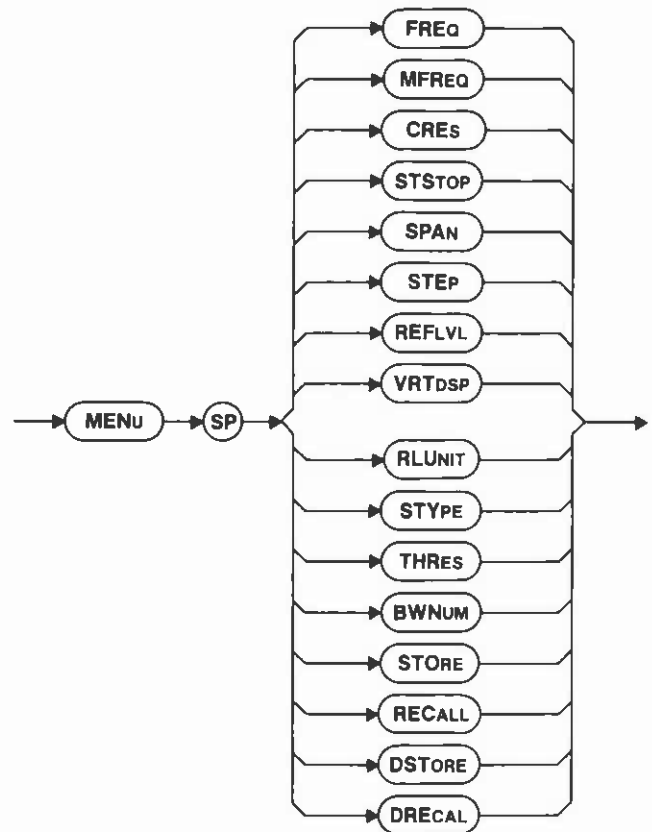 FREQ
MFREQ
CRES
STSTOP
SPAN
STEP
REFLVL
VRTDSP
MENU SP
RLUNIT
STYPE
THRES
BWNUM
STORE
RECALL
DSTORE
DRECAL